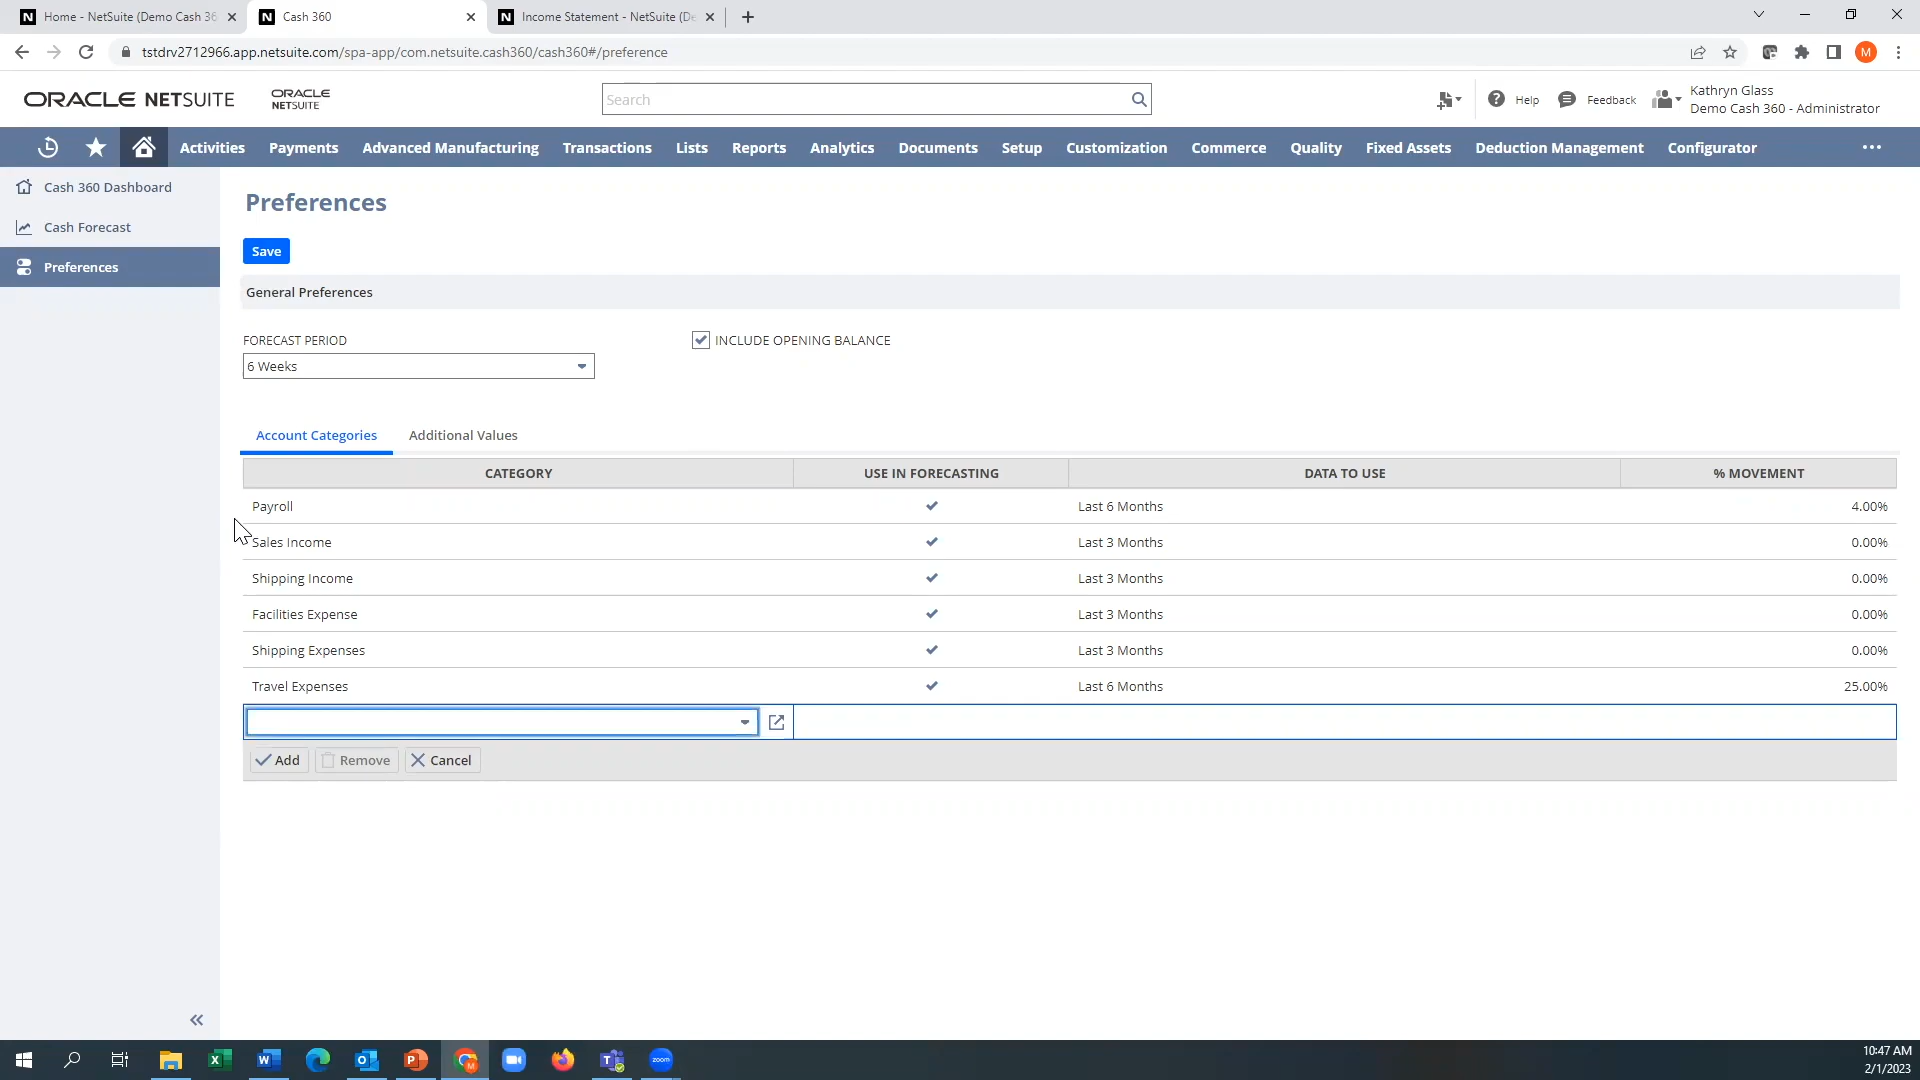 Home - NetSuite (Demo Cash 36
Cash 360
Income Statement - NetSuite (De
tstdrv2712966.app.netsuite.com/spa-app/com.netsuite.cash360/cash360#/preference
M
ORACLE NETSUITE
ORACLE
NETSUITE
Search
Help
Feedback
Kathryn Glass
Demo Cash 360 - Administrator
Activities Payments Advanced Manufacturing Transactions Lists Reports Analytics Documents Setup Customization Commerce Quality Fixed Assets Deduction Management Configurator
Cash 360 Dashboard
Cash Forecast
Preferences
Preferences
Save
General Preferences
FORECAST PERIOD
6 Weeks
INCLUDE OPENING BALANCE
Account Categories Additional Values
CATEGORY USE IN FORECASTING DATA TO USE % MOVEMENT
Payroll Last 6 Months 4.00%
Sales Income Last 3 Months 0.00%
Shipping Income Last 3 Months 0.00%
Facilities Expense Last 3 Months 0.00%
Shipping Expenses Last 3 Months 0.00%
Travel Expenses Last 6 Months 25.00%
Add Remove Cancel
zoom
10:47 AM
2/1/2023